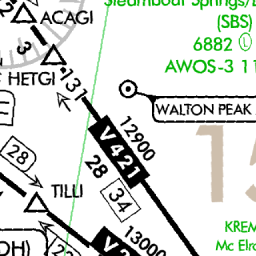 Steamboat Springs/
(SBS)
6882 Ⓛ
AWOS-3 11
ACAGI
3
HETGI
131
WALTON PEAK
V421
12900
28
34
28
15
TILLI
KREM
Mc Elro
13000